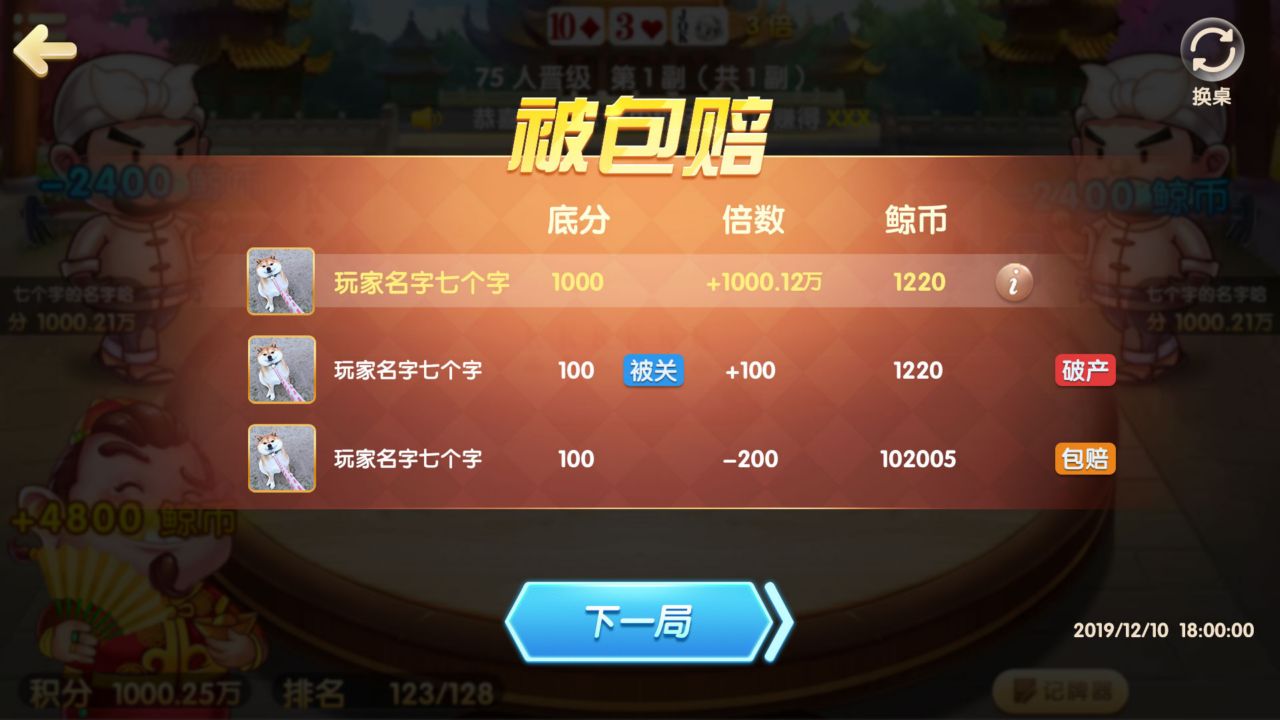 10 3 3倍
75人晋级 第1副（共1副）
换桌
XXX
被包赔
-2400
2400 鲸币
底分 倍数 鲸币
玩家名字七个字 1000 +1000.12万 1220 i
七个字的名字哈
分 1000.21万
七个字的名字哈
分 1000.21万
玩家名字七个字 100 被关 +100 1220 破产
玩家名字七个字 100 -200 102005 包赔
+4800 鲸币
下一局
2019/12/10 18:00:00
积分 1000.25万 排名 123/128
记牌器